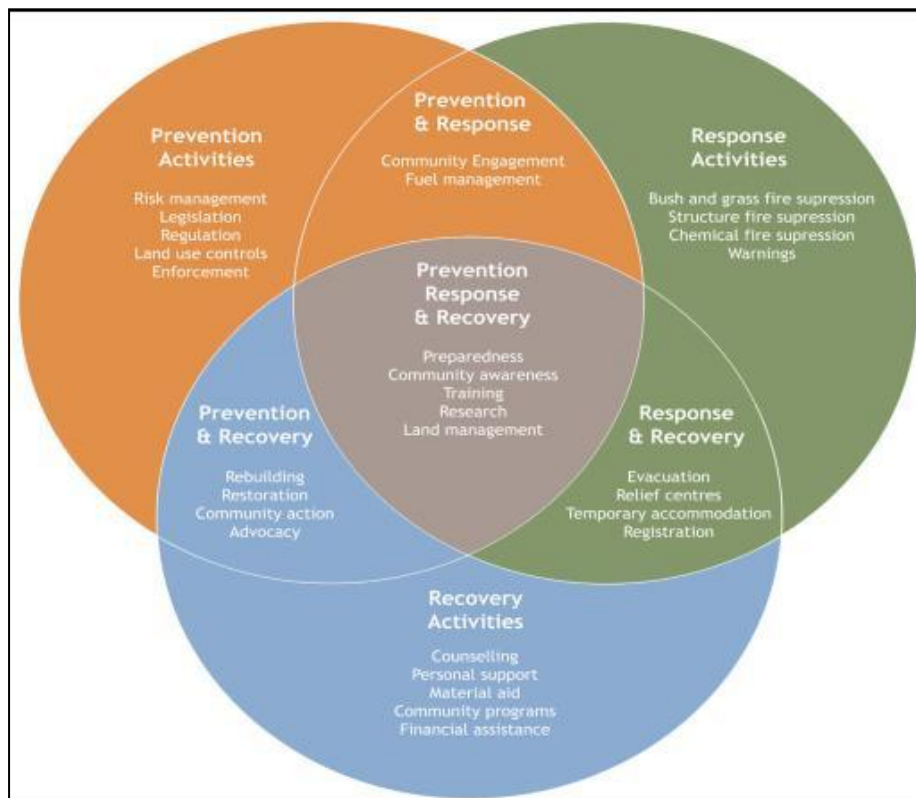 Prevention
& Response
Community Engagement
Fuel management
Prevention
Activities
Risk management
Legislation
Regulation
Land use controls
Enforcement
Response
Activities
Bush and grass fire supression
Structure fire supression
Chemical fire supression
Warnings
Prevention
Response
& Recovery
Preparedness
Community awareness
Training
Research
Land management
Prevention
& Recovery
Rebuilding
Restoration
Community action
Advocacy
Response
& Recovery
Evacuation
Relief centres
Temporary accommodation
Registration
Recovery
Activities
Counselling
Personal support
Material aid
Community programs
Financial assistance